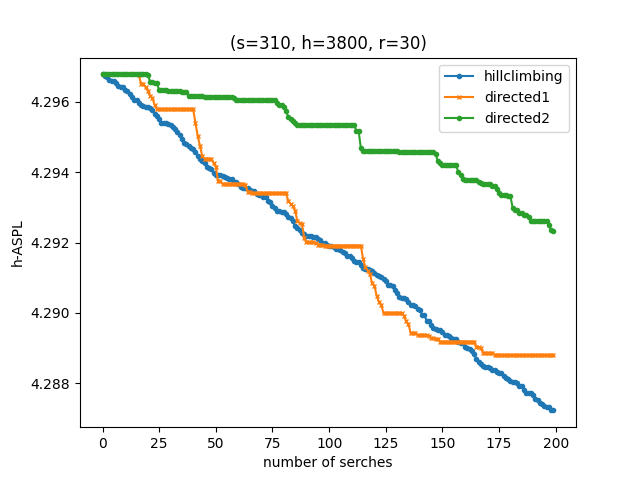 (s=310, h=3800, r=30)
hillclimbing
directed1
directed2
h-ASPL
4.296
4.294
4.292
4.290
4.288
0 25 50 75 100 125 150 175 200
number of serches